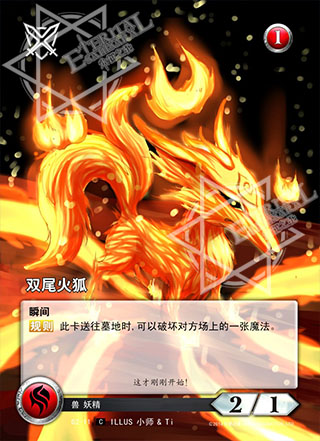 ETERNAL
1
双尾火狐
瞬间
规则 此卡送往墓地时,可以破坏对方场上的一张魔法。
这才刚刚开始!
兽 妖精
2 / 1
C ILLUS 小师 & Ti